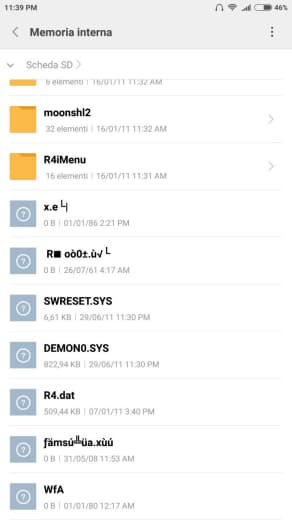 11:39 PM 46%
Memoria interna
Scheda SD
6 elementi | 16/01/11 11:32 AM
moonshl2
32 elementi | 16/01/11 11:32 AM
R4iMenu
16 elementi | 16/01/11 11:31 AM
x.e└┤
0 B | 01/01/86 2:21 PM
R■ oò0±.ù√└
0 B | 26/07/61 4:17 AM
SWRESET.SYS
6,61 KB | 29/06/11 11:30 PM
DEMON0.SYS
822,94 KB | 29/06/11 11:30 PM
R4.dat
509,44 KB | 07/01/11 3:40 PM
ƒämsú╩üa.xùú
0 B | 31/05/08 11:53 AM
WfA
0 B | 01/01/80 12:17 AM